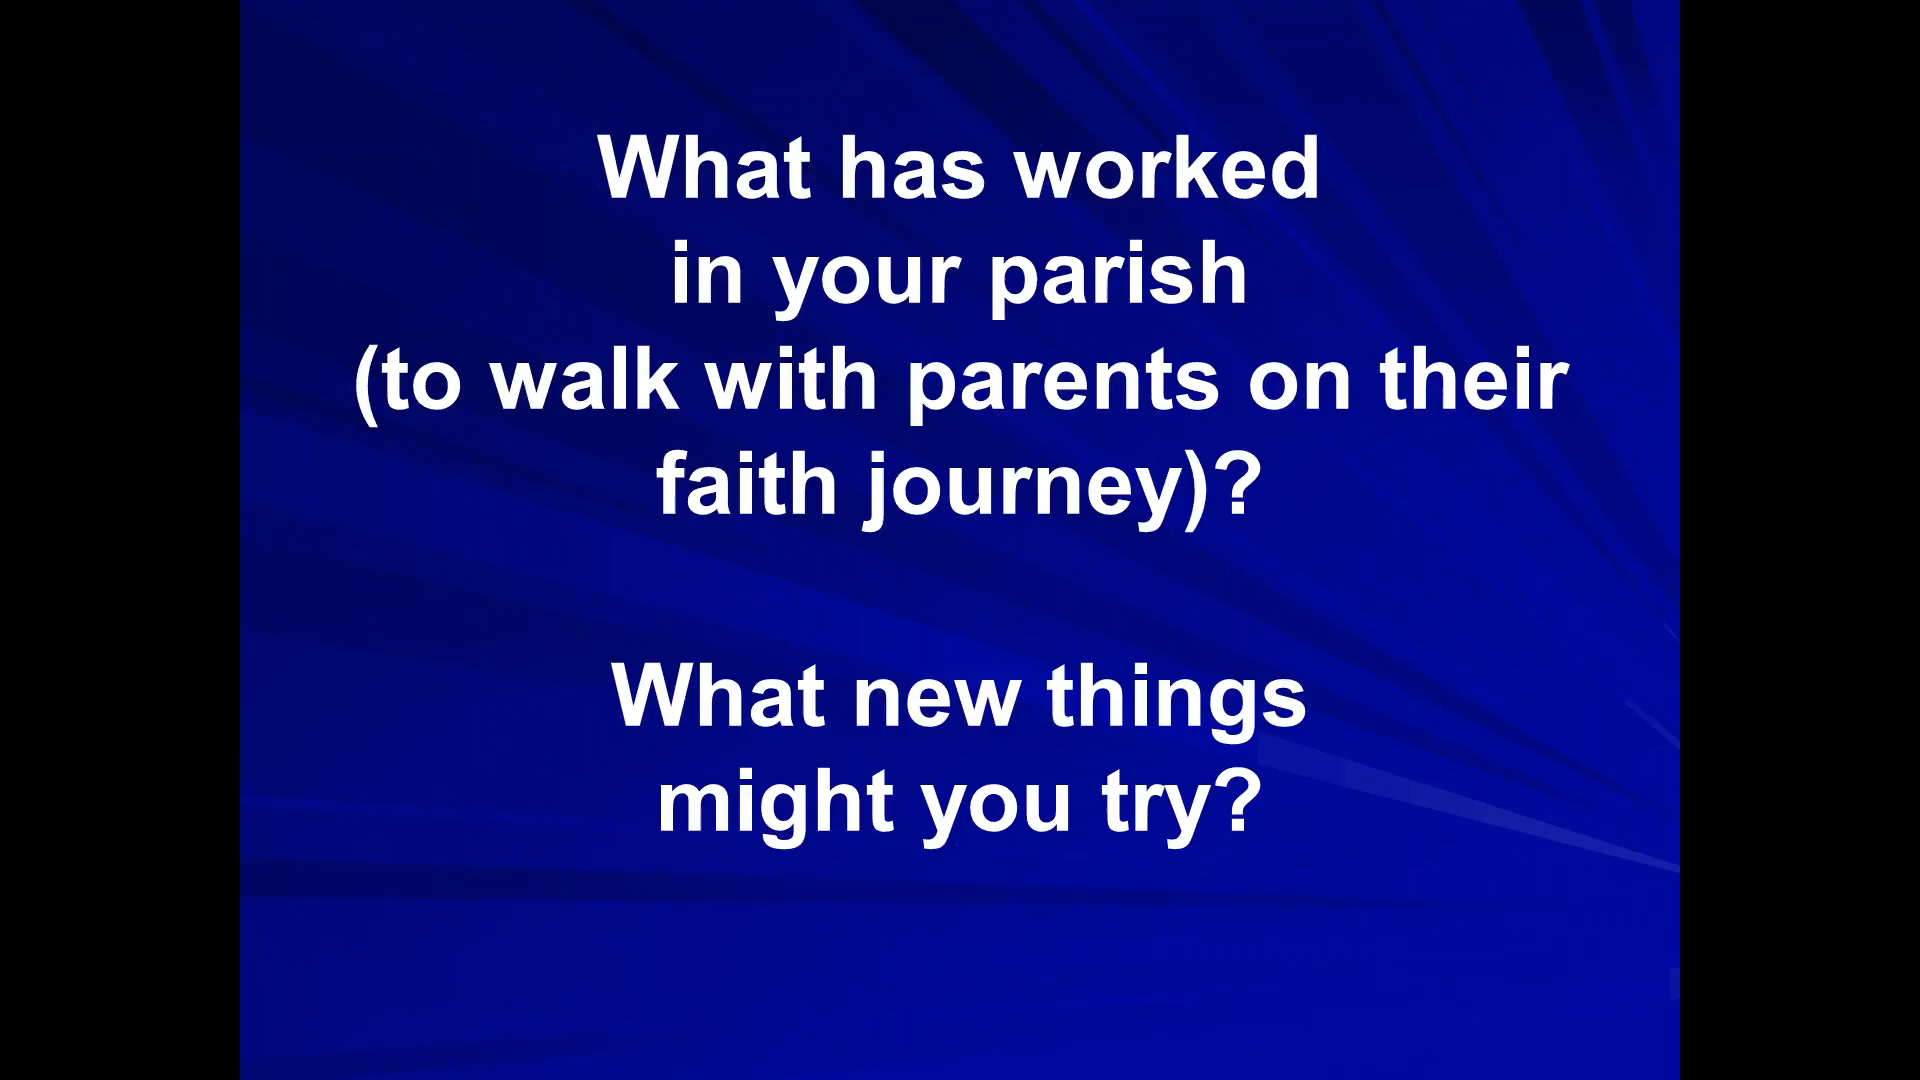 What has worked
in your parish
(to walk with parents on their
faith journey)?
What new things
might you try?